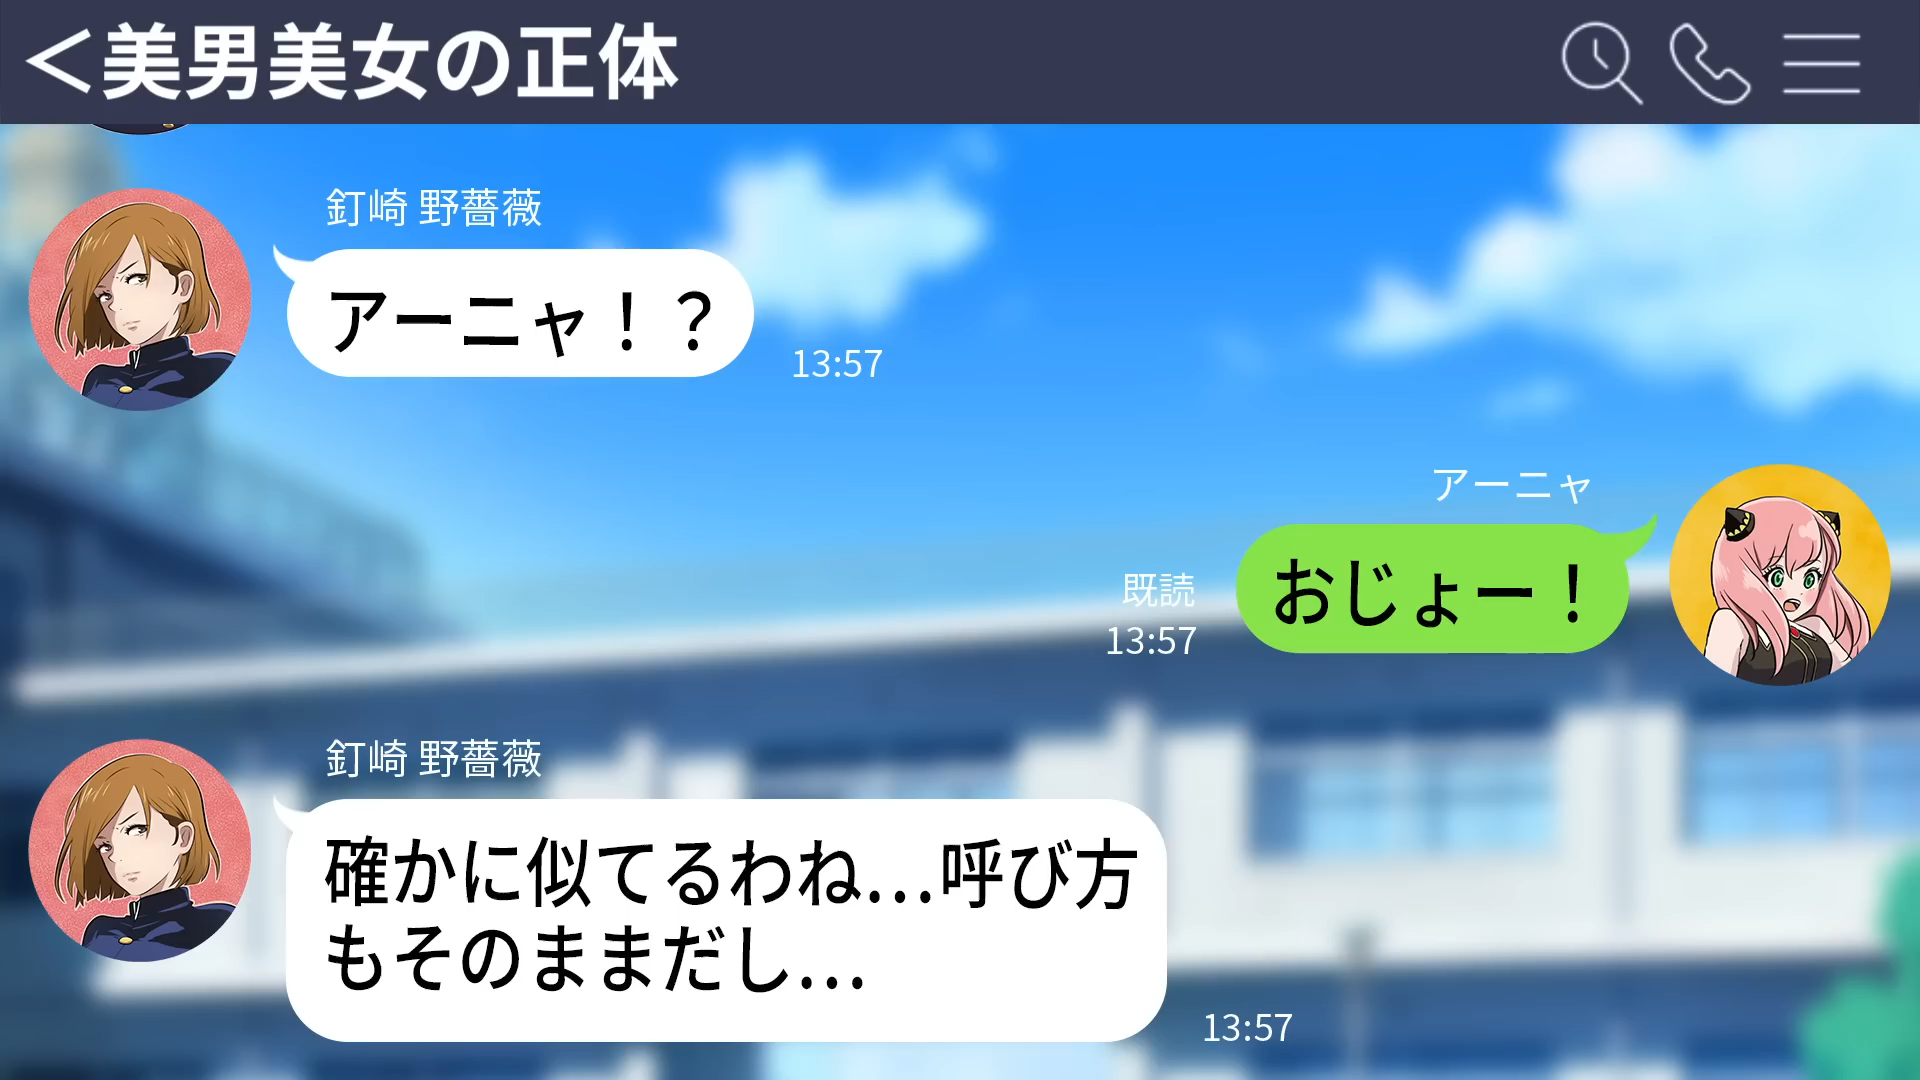 ＜美男美女の正体
釘崎 野薔薇
アーニャ！？
13:57
アーニャ
おじょー！
既読
13:57
釘崎 野薔薇
確かに似てるわね…呼び方
もそのままだし…
13:57